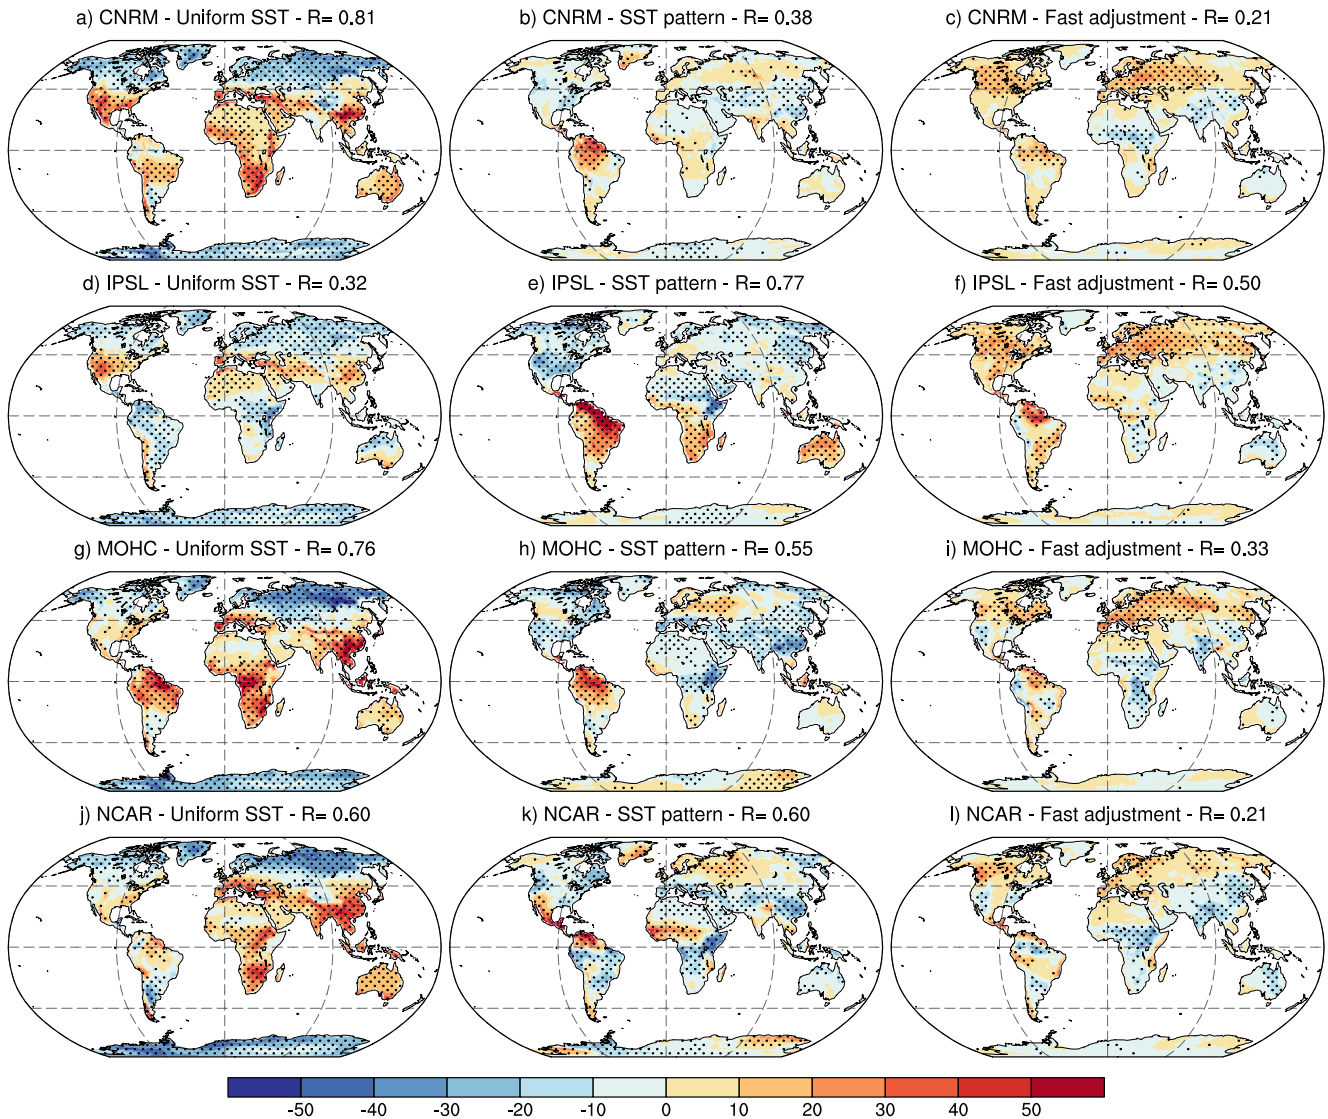 a) CNRM - Uniform SST - R= 0.81
b) CNRM - SST pattern - R= 0.38
c) CNRM - Fast adjustment - R= 0.21
d) IPSL - Uniform SST - R= 0.32
e) IPSL - SST pattern - R= 0.77
f) IPSL - Fast adjustment - R= 0.50
g) MOHC - Uniform SST - R= 0.76
h) MOHC - SST pattern - R= 0.55
i) MOHC - Fast adjustment - R= 0.33
j) NCAR - Uniform SST - R= 0.60
k) NCAR - SST pattern - R= 0.60
l) NCAR - Fast adjustment - R= 0.21
-50 -40 -30 -20 -10 0 10 20 30 40 50